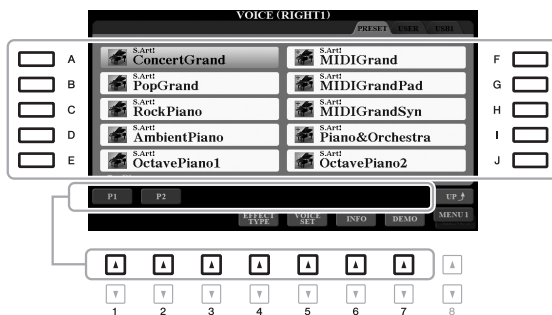 VOICE (RIGHT1)
PRESET USER USB1
A S.Art! ConcertGrand S.Art! MIDIGrand F
B S.Art! PopGrand S.Art! MIDIGrandPad G
C S.Art! RockPiano S.Art! MIDIGrandSyn H
D S.Art! AmbientPiano S.Art! Piano&Orchestra I
E S.Art! OctavePiano1 S.Art! OctavePiano2 J
P1 P2 UP
EFFECT TYPE VOICE SET INFO DEMO MENU 1
1 2 3 4 5 6 7 8